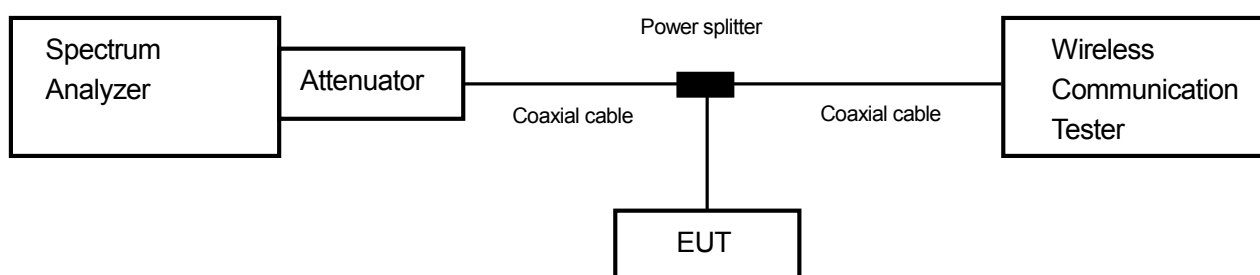 Power splitter
Spectrum
Analyzer
Attenuator
Coaxial cable
Coaxial cable
Wireless
Communication
Tester
EUT